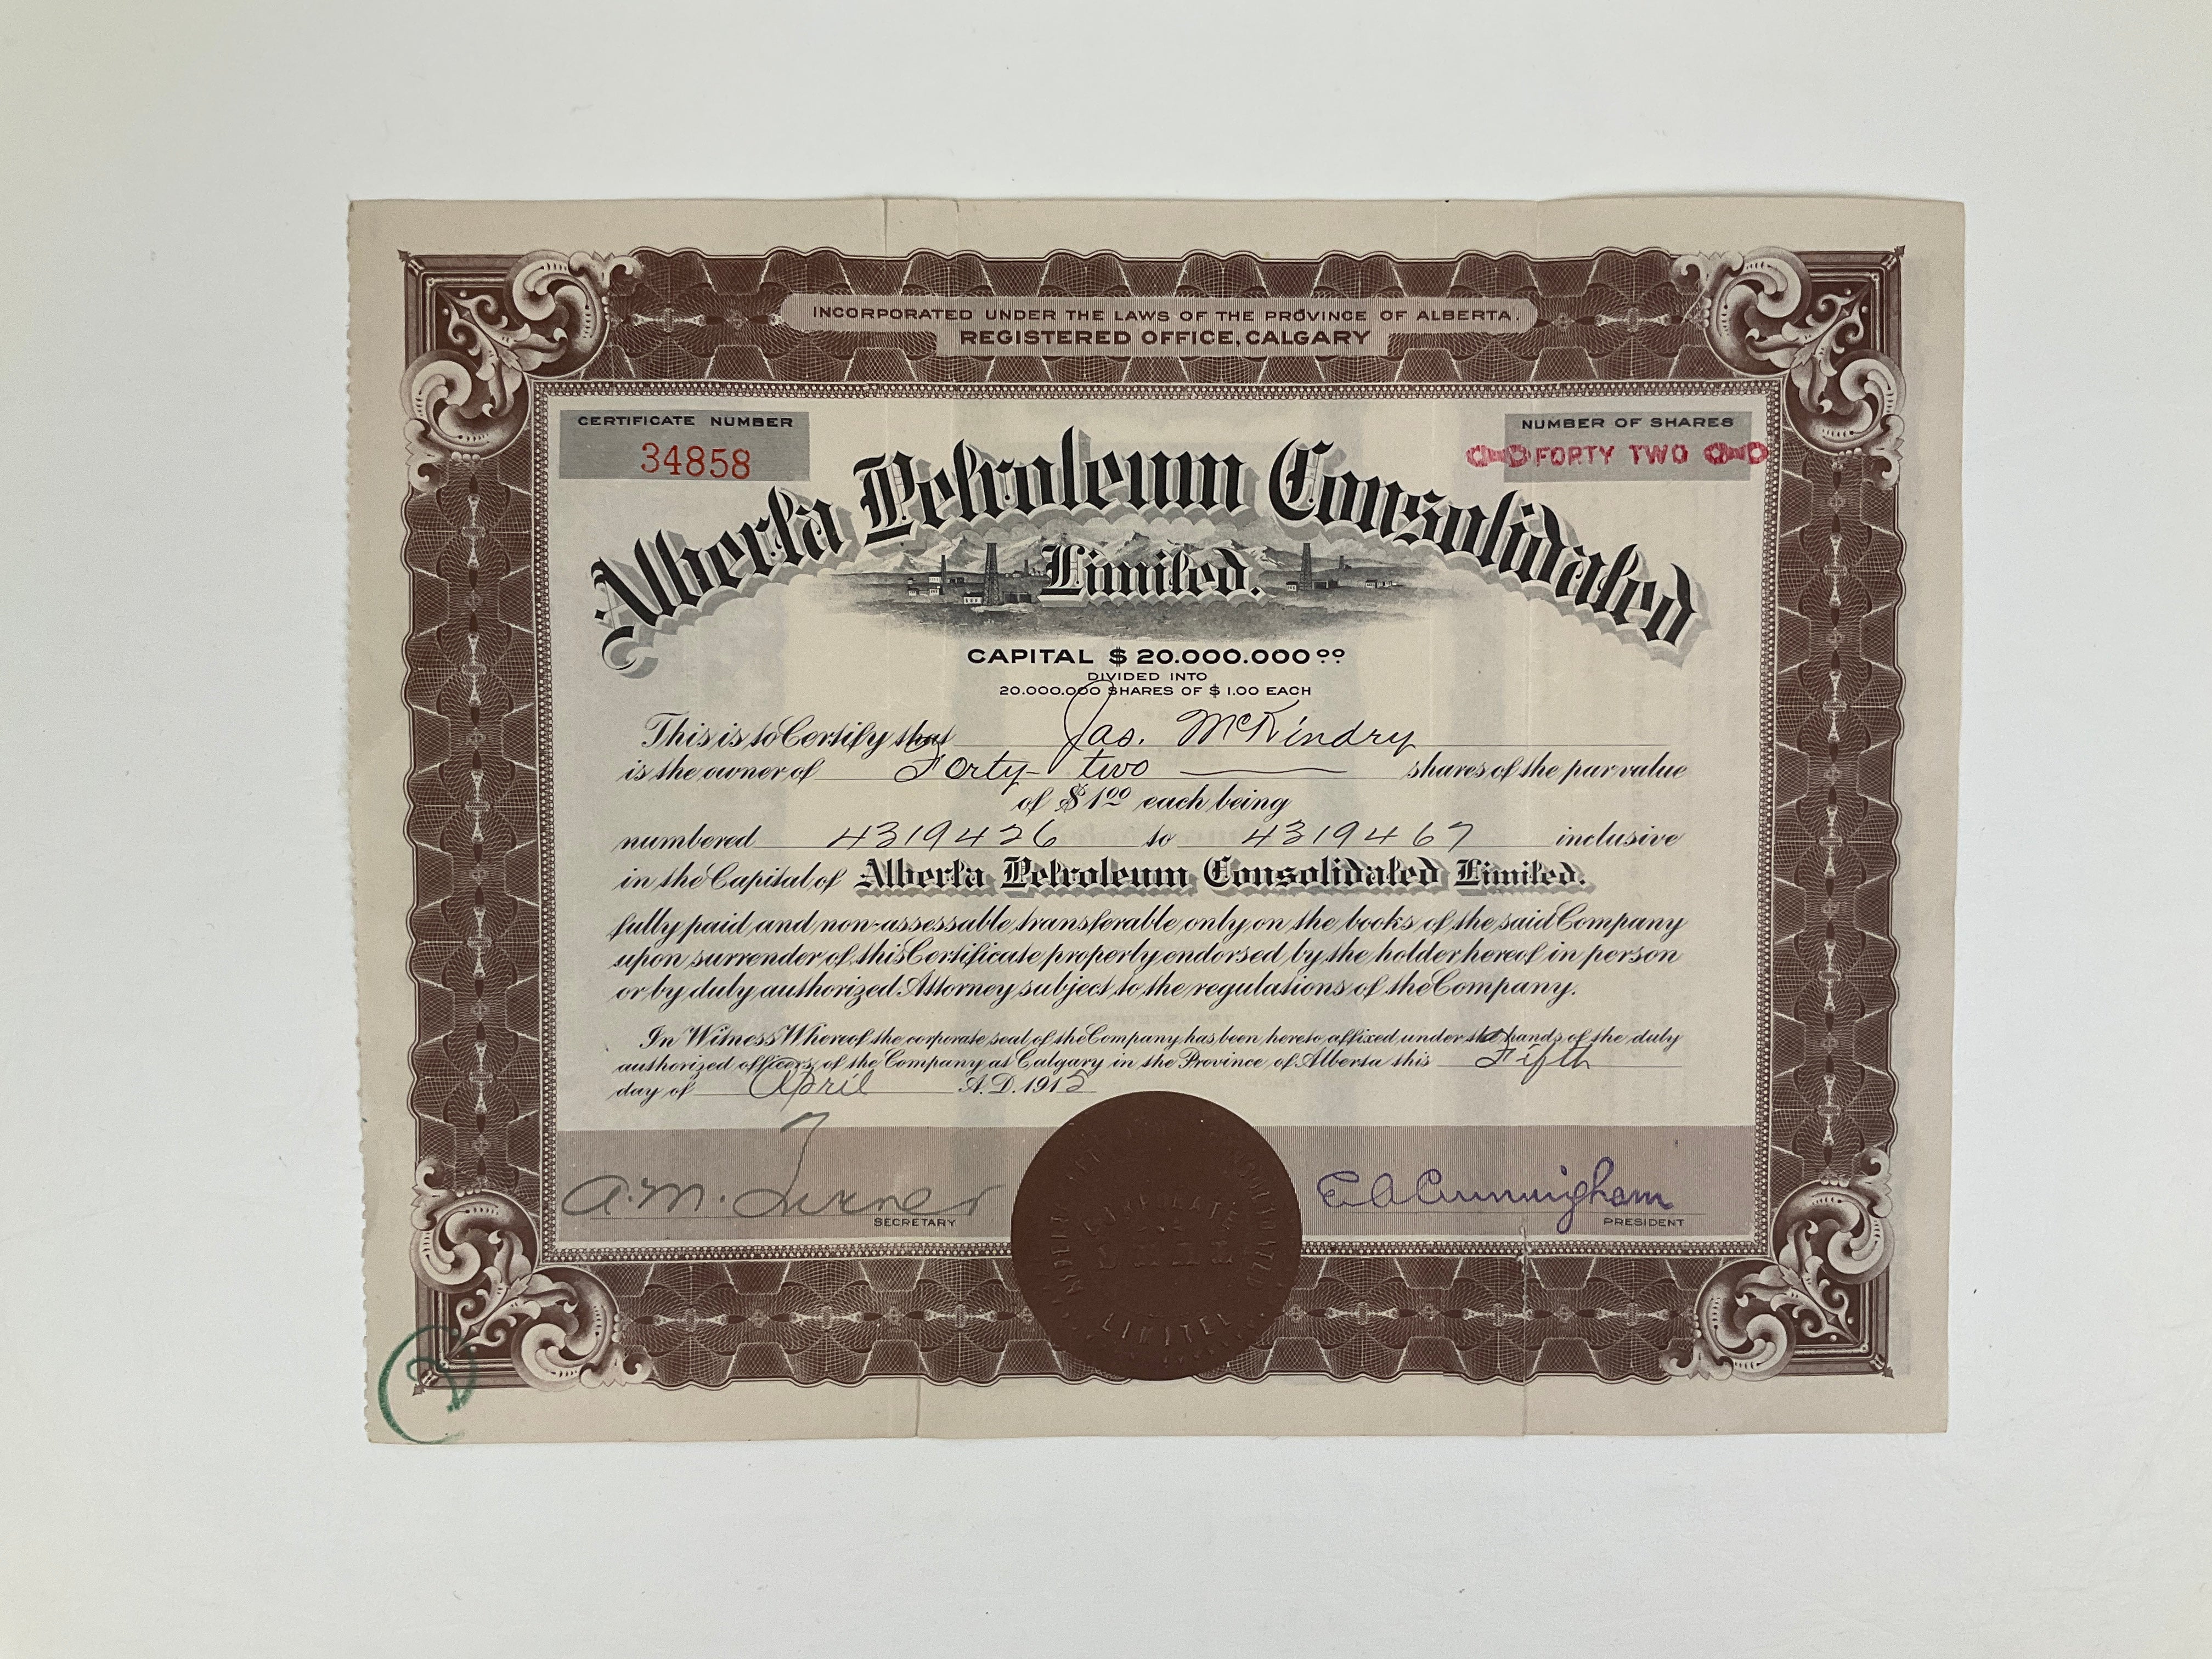 INCORPORATED UNDER THE LAWS OF THE PROVINCE OF ALBERTA.
REGISTERED OFFICE, CALGARY
CERTIFICATE NUMBER
34858
NUMBER OF SHARES
FORTY TWO
Alberta Petroleum Consolidated
Limited.
CAPITAL $20.000.000 00
DIVIDED INTO
20.000.000 SHARES OF $1.00 EACH
This is to Certify that Jas. McKindry
is the owner of Forty-two shares of the par value
of $1 00 each being
numbered 4319426 to 4319467 inclusive
in the Capital of Alberta Petroleum Consolidated Limited.
fully paid and non-assessable transferable only on the books of the said Company
upon surrender of this Certificate properly endorsed by the holder hereof in person
or by duly authorized Attorney subject to the regulations of the Company.
In Witness Whereof the corporate seal of the Company has been hereto affixed under the hands of the duly
authorized officers of the Company at Calgary in the Province of Alberta this Fifth
day of April A.D. 1915
A. M. Turner
SECRETARY
E A Cunningham
PRESIDENT
LIMITED
2